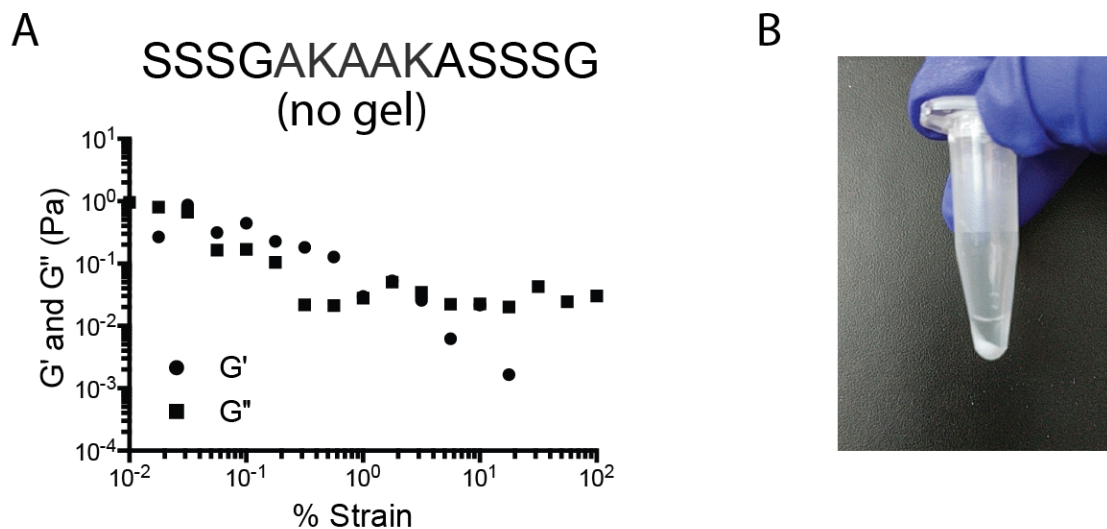 A
B
SSSGAKAAKASSSG
(no gel)
10¹
10⁰
10⁻¹
10⁻²
10⁻³
10⁻⁴
G' and G" (Pa)
G'
G"
10⁻²
10⁻¹
10⁰
10¹
10²
% Strain